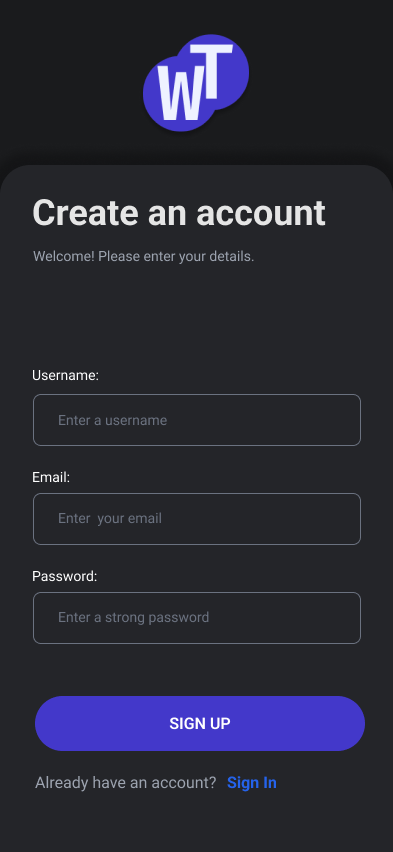 WT
Create an account
Welcome! Please enter your details.
Username:
Enter a username
Email:
Enter  your email
Password:
Enter a strong password
SIGN UP
Already have an account? Sign In